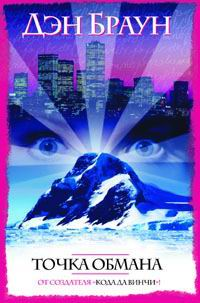 ДЭН БРАУН
ТОЧКА ОБМАНА
ОТ СОЗДАТЕЛЯ «КОДА ДА ВИНЧИ»!